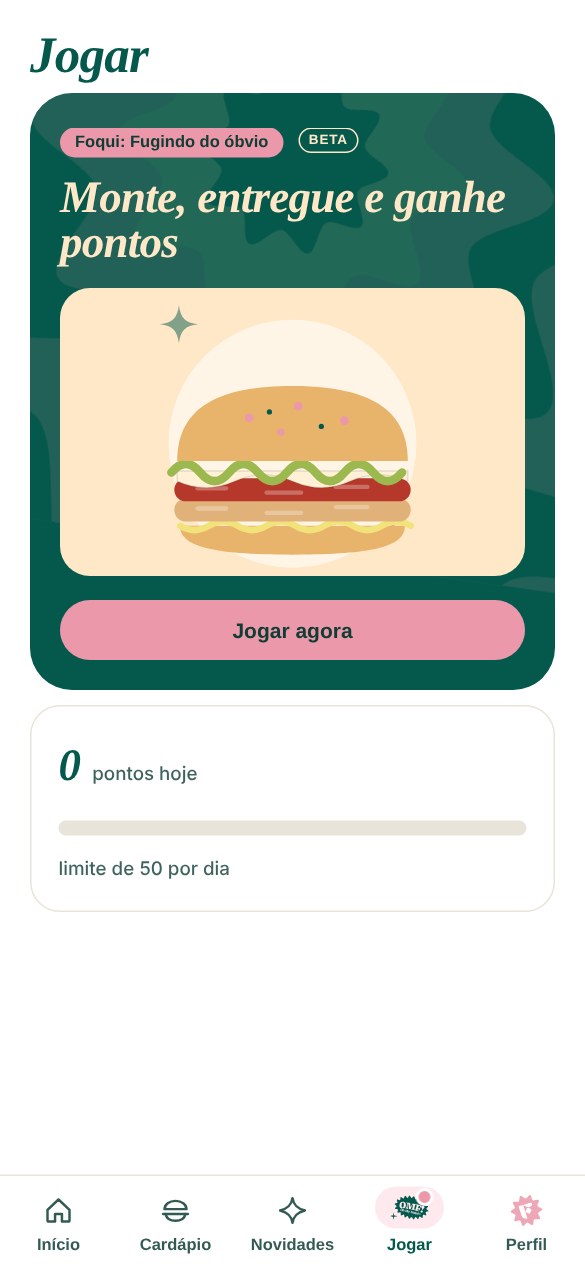 Jogar
Foqui: Fugindo do óbvio
BETA
Monte, entregue e ganhe
pontos
Jogar agora
0 pontos hoje
limite de 50 por dia
Início
Cardápio
Novidades
Jogar
Perfil